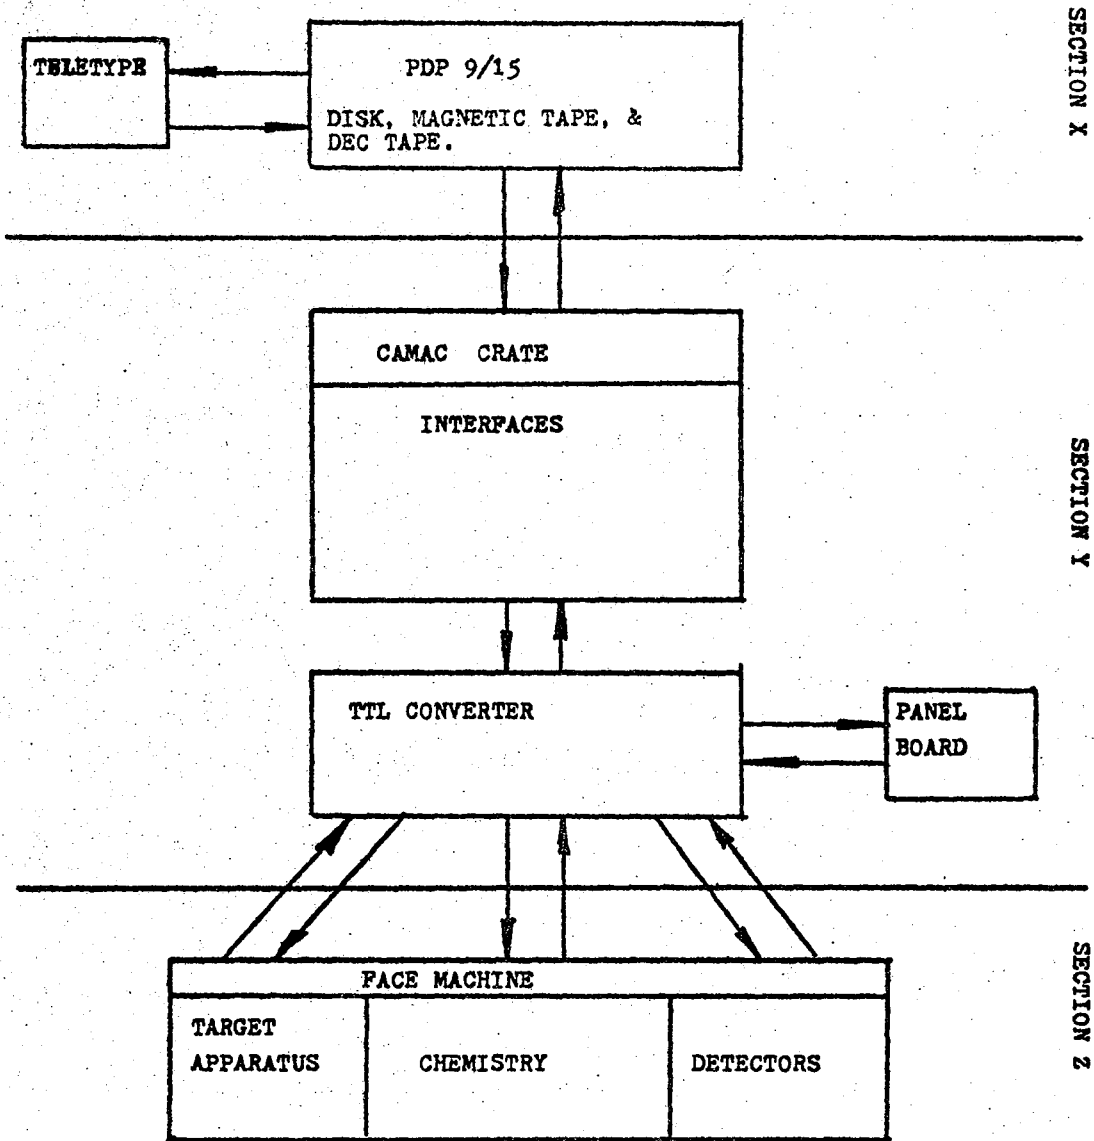 SECTION X
TELETYPE
PDP 9/15
DISK, MAGNETIC TAPE, &
DEC TAPE.
CAMAC CRATE
INTERFACES
SECTION Y
TTL CONVERTER
PANEL
BOARD
FACE MACHINE
TARGET
APPARATUS
CHEMISTRY
DETECTORS
SECTION Z